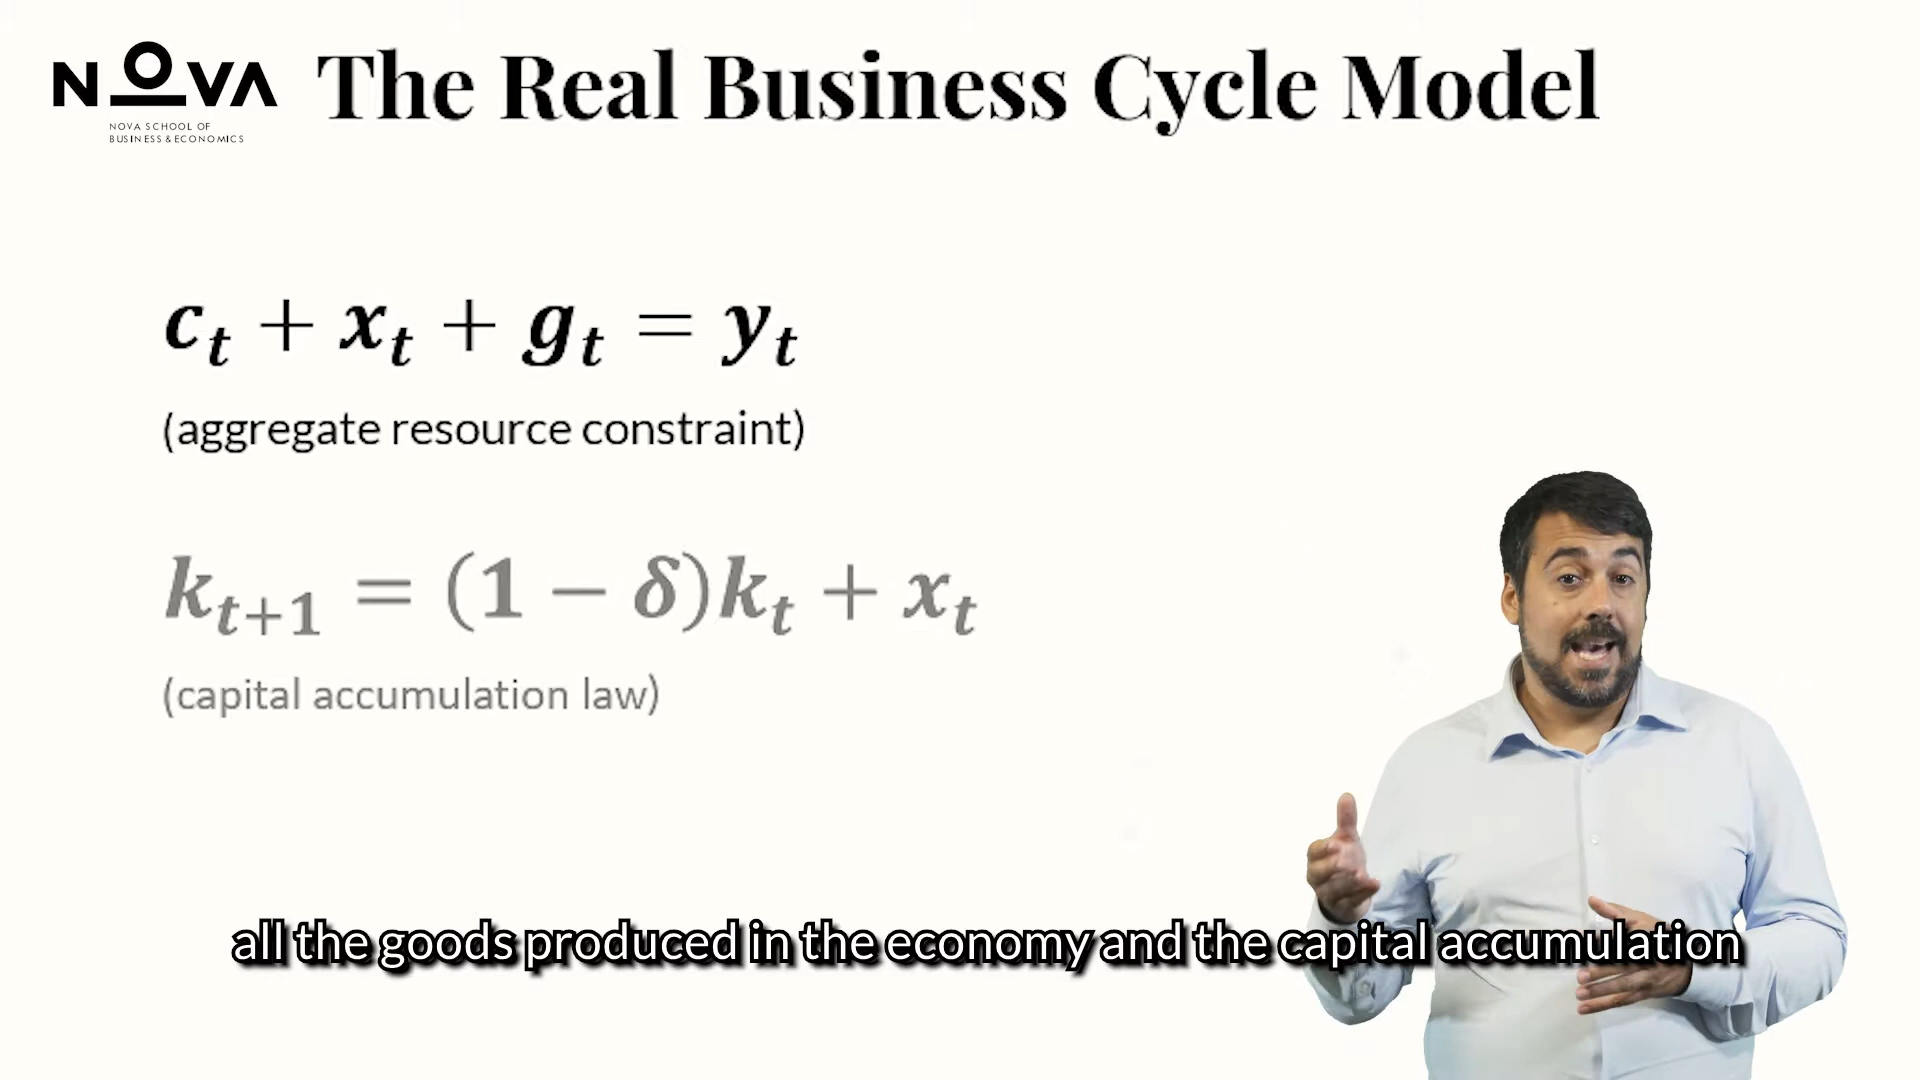 NOVA
NOVA SCHOOL OF
BUSINESS & ECONOMICS
The Real Business Cycle Model
cₜ + xₜ + gₜ = yₜ
(aggregate resource constraint)
kₜ₊₁ = (1 − δ)kₜ + xₜ
(capital accumulation law)
all the goods produced in the economy and the capital accumulation